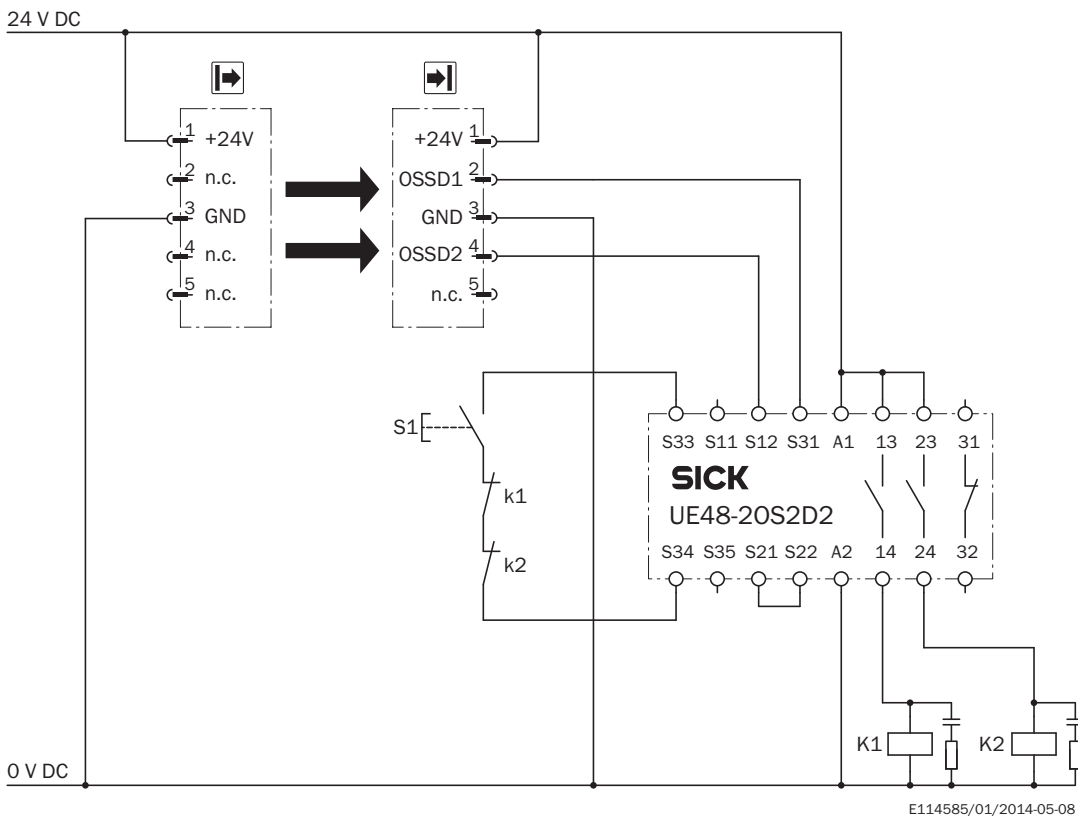 24 V DC
1 +24V
2 n.c.
3 GND
4 n.c.
5 n.c.
+24V 1
OSSD1 2
GND 3
OSSD2 4
n.c. 5
S1
k1
k2
S33 S11 S12 S31 A1 13 23 31
SICK
UE48-20S2D2
S34 S35 S21 S22 A2 14 24 32
K1
K2
0 V DC
E114585/01/2014-05-08